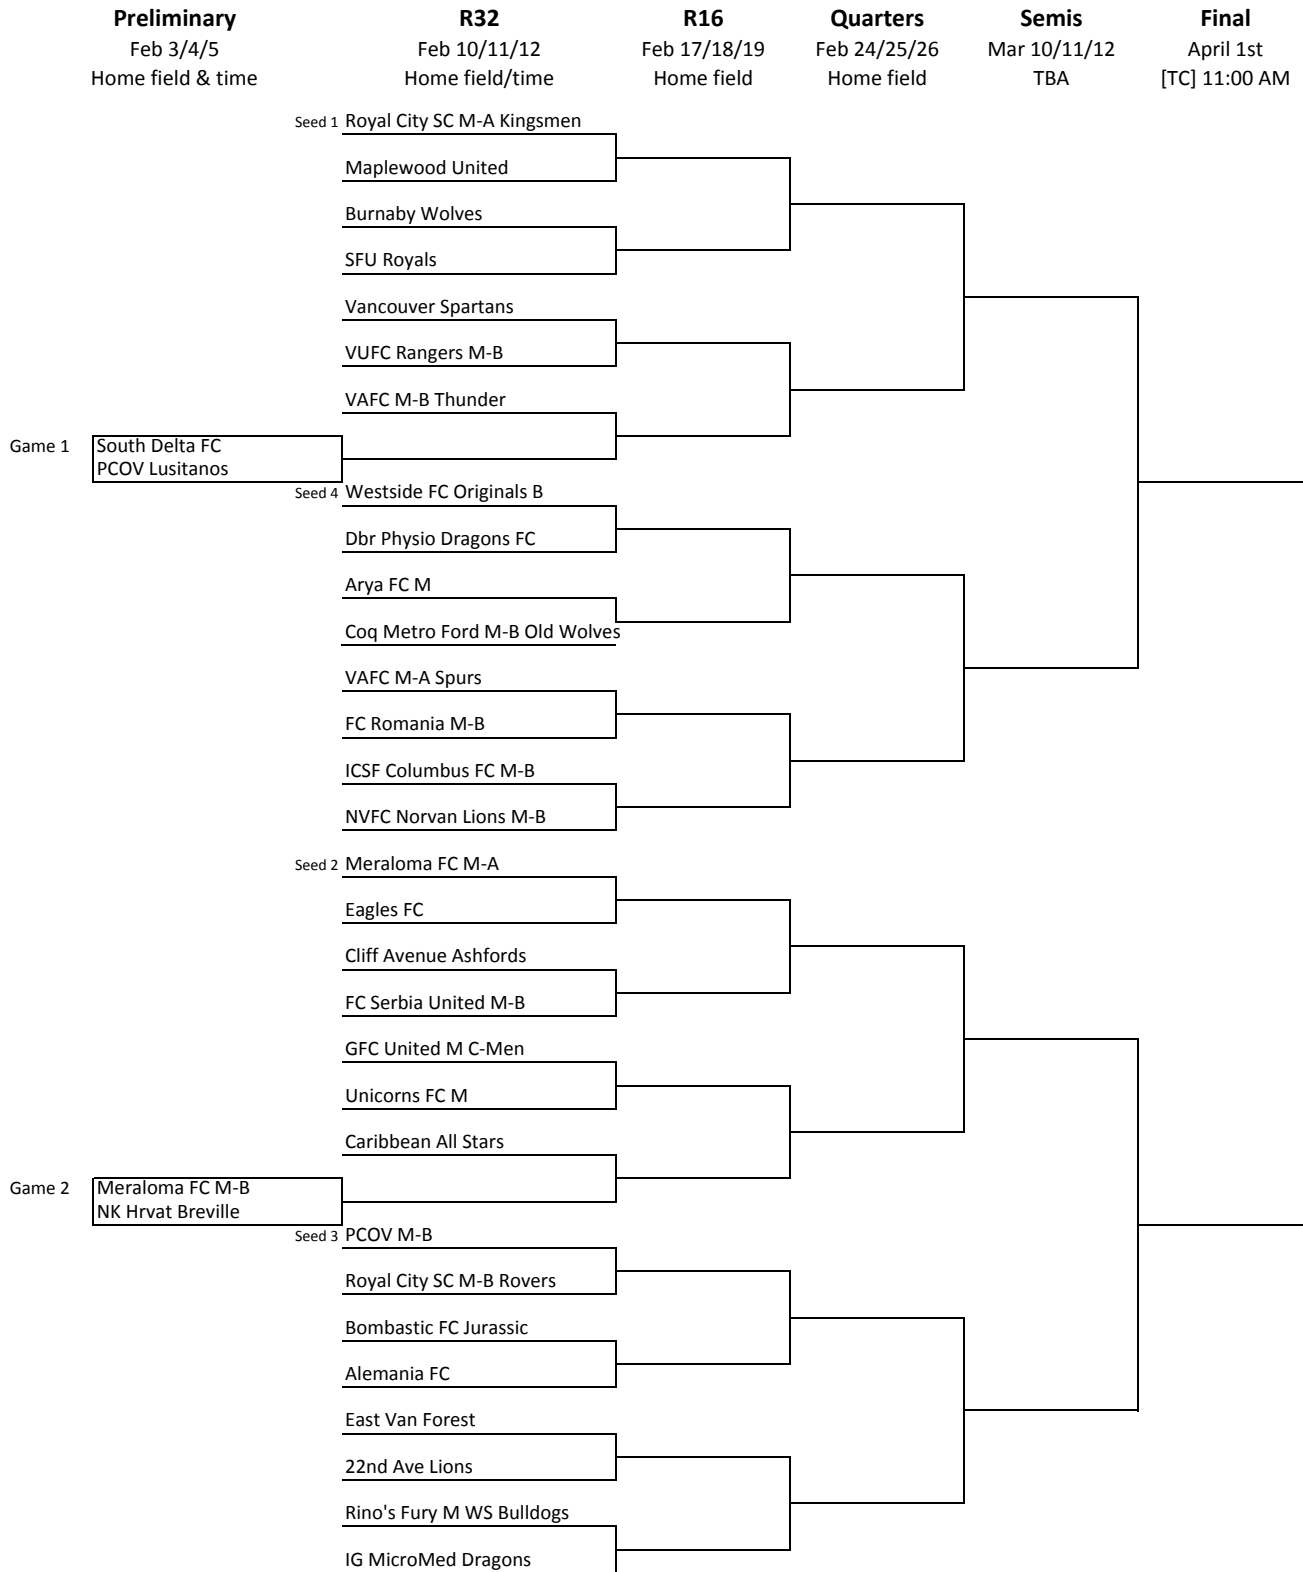 Preliminary R32 R16 Quarters Semis Final
Feb 3/4/5 Feb 10/11/12 Feb 17/18/19 Feb 24/25/26 Mar 10/11/12 April 1st
Home field & time Home field/time Home field Home field TBA [TC] 11:00 AM
Seed 1 Royal City SC M-A Kingsmen
Maplewood United
Burnaby Wolves
SFU Royals
Vancouver Spartans
VUFC Rangers M-B
VAFC M-B Thunder
Game 1 South Delta FC
PCOV Lusitanos
Seed 4 Westside FC Originals B
Dbr Physio Dragons FC
Arya FC M
Coq Metro Ford M-B Old Wolves
VAFC M-A Spurs
FC Romania M-B
ICSF Columbus FC M-B
NVFC Norvan Lions M-B
Seed 2 Meraloma FC M-A
Eagles FC
Cliff Avenue Ashfords
FC Serbia United M-B
GFC United M C-Men
Unicorns FC M
Caribbean All Stars
Game 2 Meraloma FC M-B
NK Hrvat Breville
Seed 3 PCOV M-B
Royal City SC M-B Rovers
Bombastic FC Jurassic
Alemania FC
East Van Forest
22nd Ave Lions
Rino's Fury M WS Bulldogs
IG MicroMed Dragons